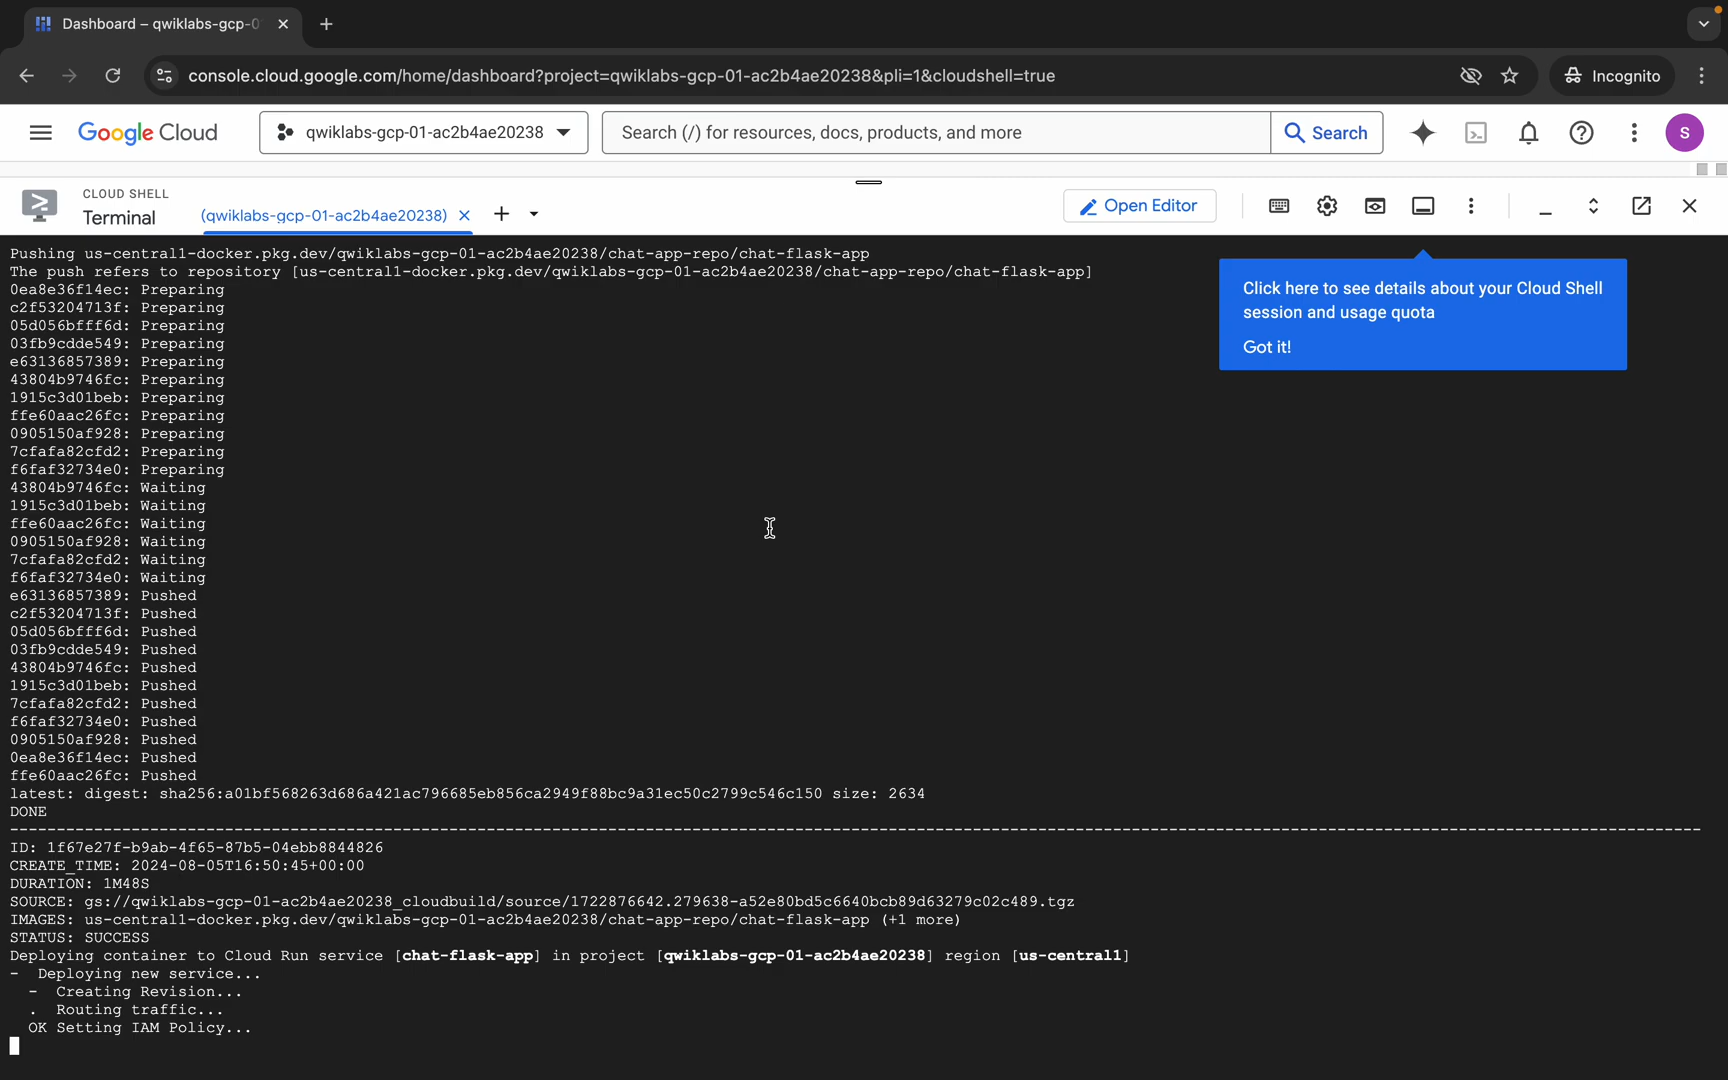 Dashboard – qwiklabs-gcp-0
console.cloud.google.com/home/dashboard?project=qwiklabs-gcp-01-ac2b4ae20238&pli=1&cloudshell=true
Incognito
Google Cloud
qwiklabs-gcp-01-ac2b4ae20238
Search (/) for resources, docs, products, and more
Search
S
CLOUD SHELL
Terminal
(qwiklabs-gcp-01-ac2b4ae20238)
Open Editor
Click here to see details about your Cloud Shell
session and usage quota
Got it!
Pushing us-central1-docker.pkg.dev/qwiklabs-gcp-01-ac2b4ae20238/chat-app-repo/chat-flask-app
The push refers to repository [us-central1-docker.pkg.dev/qwiklabs-gcp-01-ac2b4ae20238/chat-app-repo/chat-flask-app]
0ea8e36f14ec: Preparing
c2f53204713f: Preparing
05d056bfff6d: Preparing
03fb9cdde549: Preparing
e63136857389: Preparing
43804b9746fc: Preparing
1915c3d01beb: Preparing
ffe60aac26fc: Preparing
0905150af928: Preparing
7cfafa82cfd2: Preparing
f6faf32734e0: Preparing
43804b9746fc: Waiting
1915c3d01beb: Waiting
ffe60aac26fc: Waiting
0905150af928: Waiting
7cfafa82cfd2: Waiting
f6faf32734e0: Waiting
e63136857389: Pushed
c2f53204713f: Pushed
05d056bfff6d: Pushed
03fb9cdde549: Pushed
43804b9746fc: Pushed
1915c3d01beb: Pushed
7cfafa82cfd2: Pushed
f6faf32734e0: Pushed
0905150af928: Pushed
0ea8e36f14ec: Pushed
ffe60aac26fc: Pushed
latest: digest: sha256:a01bf568263d686a421ac796685eb856ca2949f88bc9a31ec50c2799c546c150 size: 2634
DONE
ID: 1f67e27f-b9ab-4f65-87b5-04ebb8844826
CREATE_TIME: 2024-08-05T16:50:45+00:00
DURATION: 1M48S
SOURCE: gs://qwiklabs-gcp-01-ac2b4ae20238_cloudbuild/source/1722876642.279638-a52e80bd5c6640bcb89d63279c02c489.tgz
IMAGES: us-central1-docker.pkg.dev/qwiklabs-gcp-01-ac2b4ae20238/chat-app-repo/chat-flask-app (+1 more)
STATUS: SUCCESS
Deploying container to Cloud Run service [chat-flask-app] in project [qwiklabs-gcp-01-ac2b4ae20238] region [us-central1]
- Deploying new service...
- Creating Revision...
. Routing traffic...
OK Setting IAM Policy...